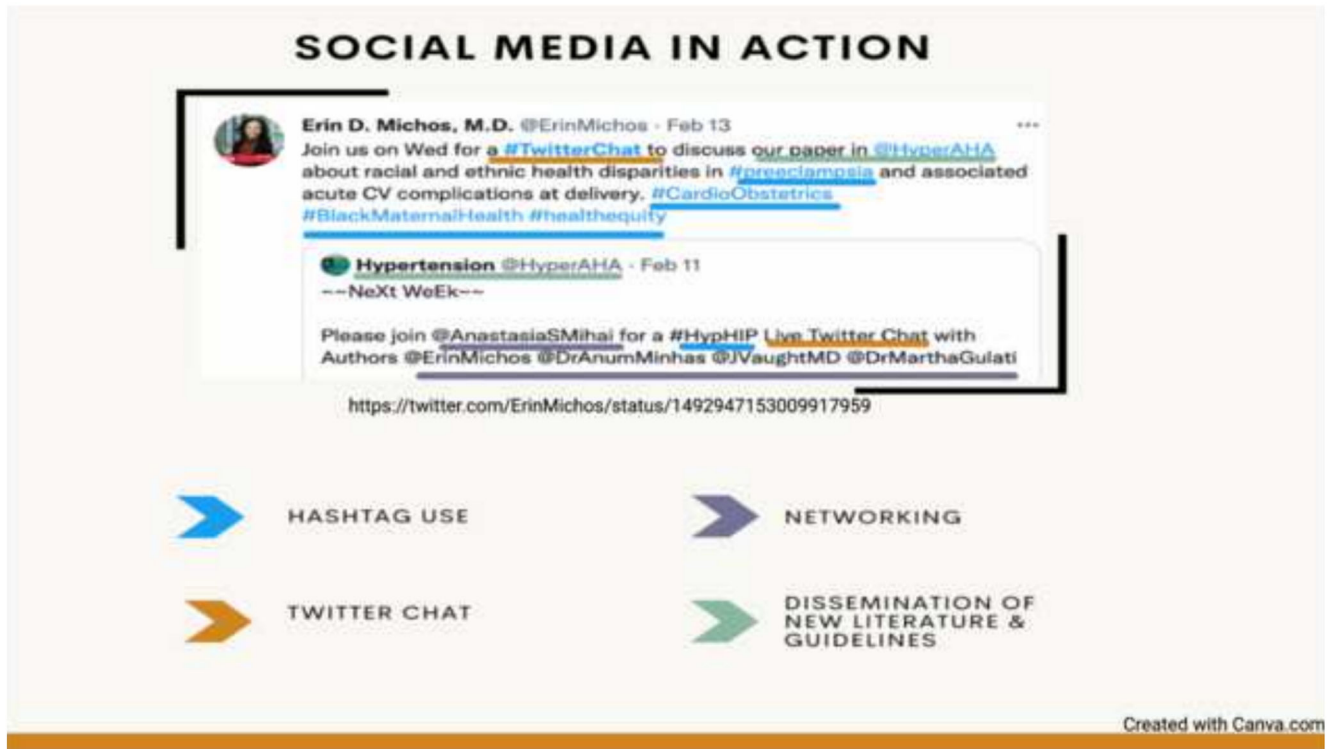 SOCIAL MEDIA IN ACTION
Erin D. Michos, M.D. @ErinMichos · Feb 13
Join us on Wed for a #TwitterChat to discuss our paper in @HyperAHA
about racial and ethnic health disparities in #preeclampsia and associated
acute CV complications at delivery. #CardioObstetrics
#BlackMaternalHealth #healthequity
Hypertension @HyperAHA · Feb 11
~~NeXt WeEk~~
Please join @AnastasiaSMihai for a #HypHIP Live Twitter Chat with
Authors @ErinMichos @DrAnumMinhas @JVaughtMD @DrMarthaGulati
https://twitter.com/ErinMichos/status/1492947153009917959
HASHTAG USE
NETWORKING
TWITTER CHAT
DISSEMINATION OF
NEW LITERATURE &
GUIDELINES
Created with Canva.com